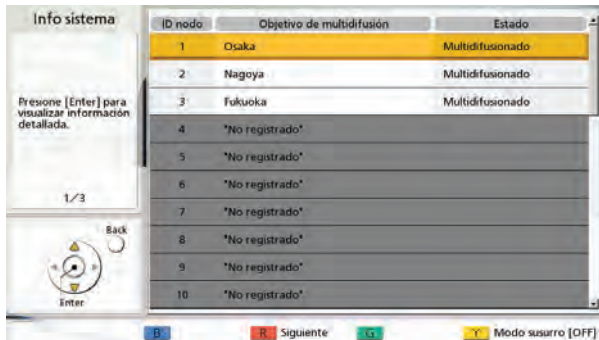 Info sistema
Presione [Enter] para
visualizar información
detallada.
1/3
Back
Enter
ID nodo Objetivo de multidifusión Estado
1 Osaka Multidifusionado
2 Nagoya Multidifusionado
3 Fukuoka Multidifusionado
4 "No registrado"
5 "No registrado"
6 "No registrado"
7 "No registrado"
8 "No registrado"
9 "No registrado"
10 "No registrado"
B R Siguiente G Y Modo susurro [OFF]